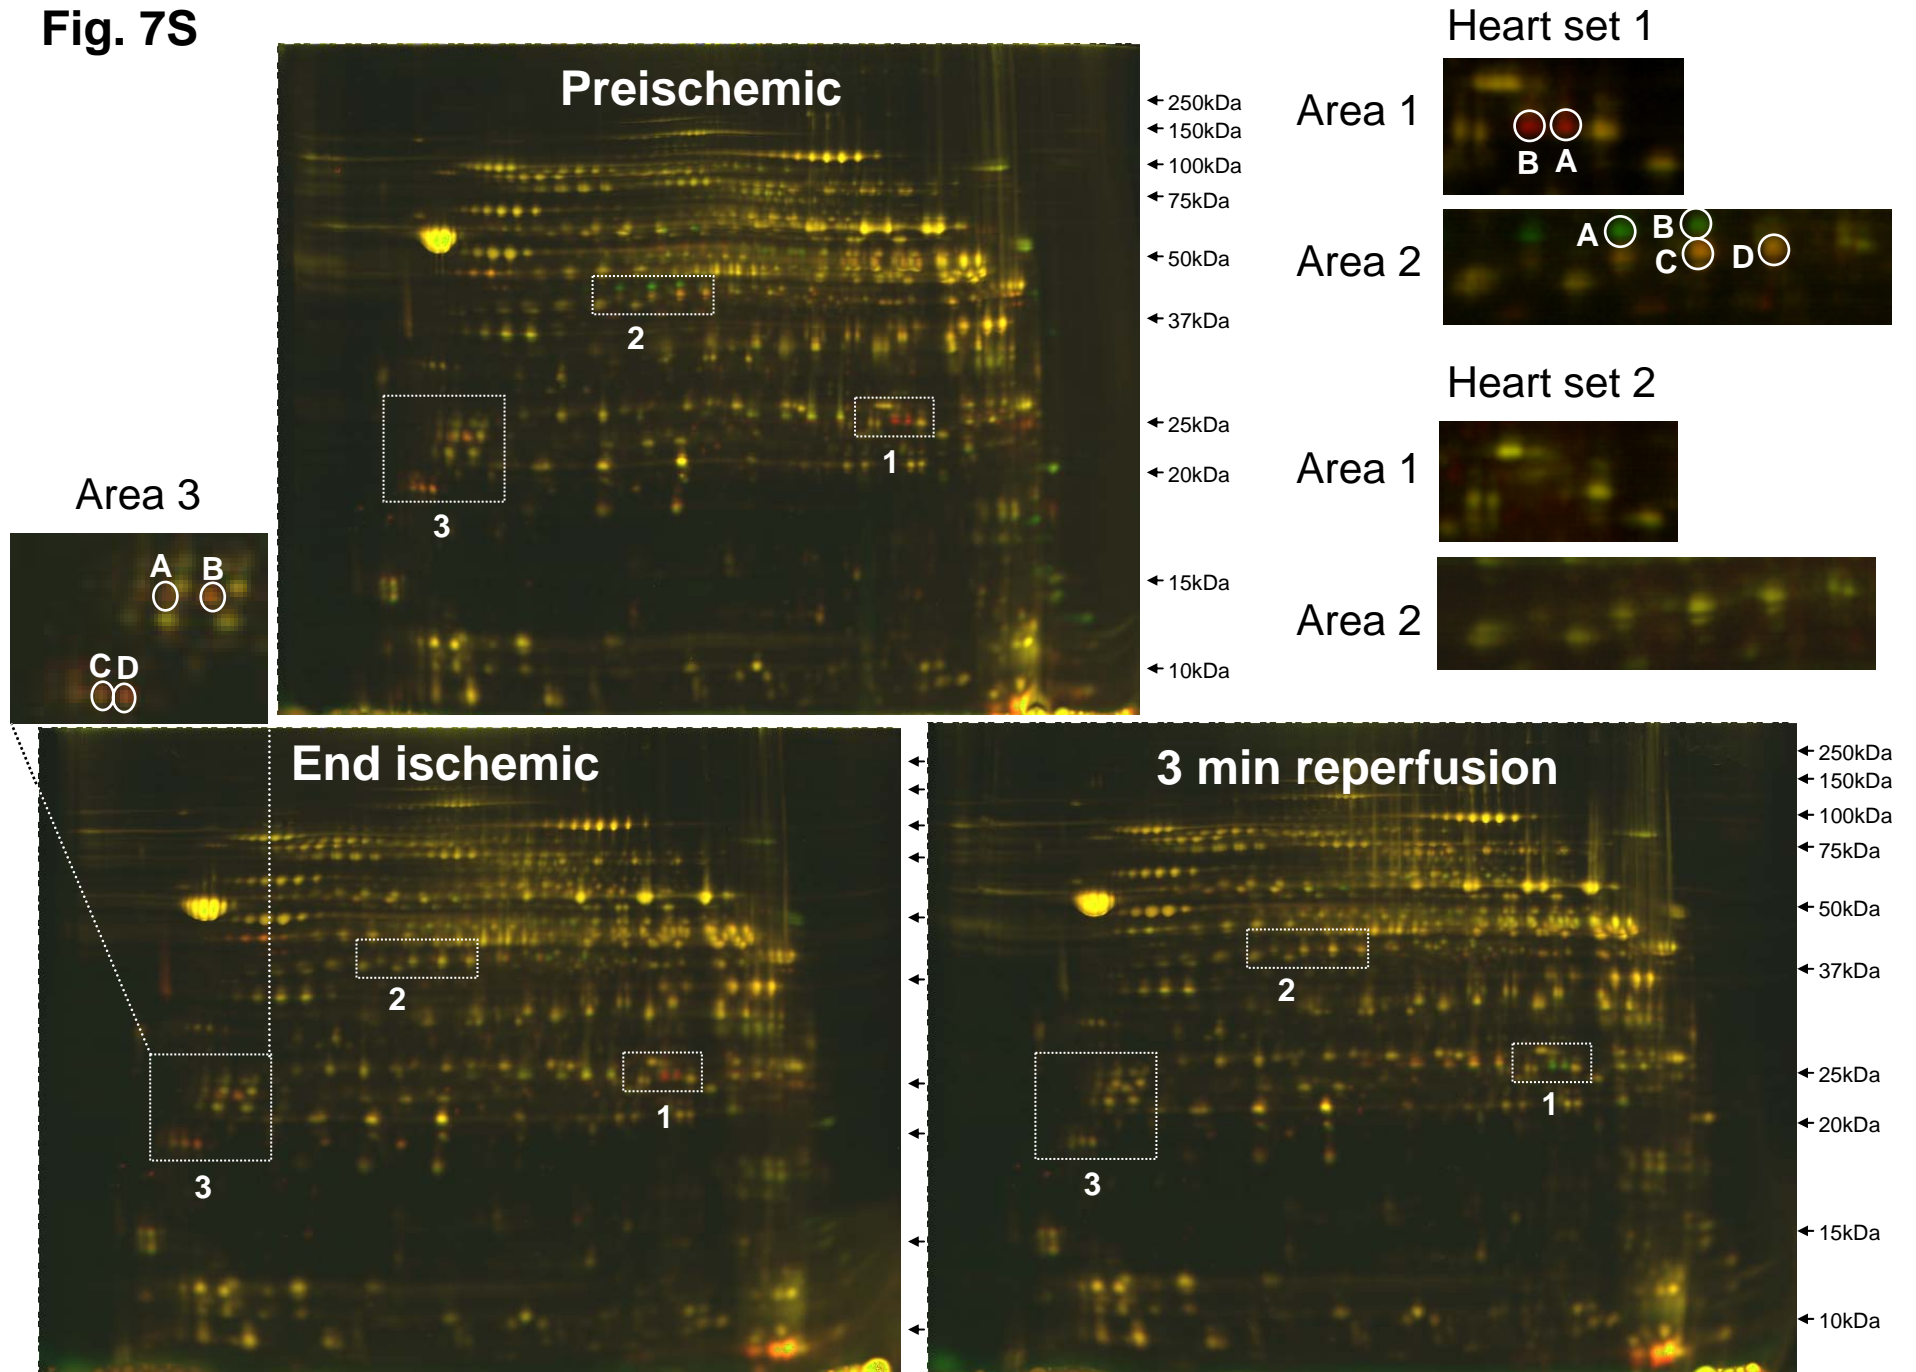 Fig. 7S
Preischemic
250kDa
150kDa
100kDa
75kDa
50kDa
37kDa
25kDa
20kDa
15kDa
10kDa
2
1
3
Heart set 1
Area 1
B A
Area 2
A B
C D
Heart set 2
Area 1
Area 2
Area 3
A B
C D
End ischemic
2
1
3
3 min reperfusion
250kDa
150kDa
100kDa
75kDa
50kDa
37kDa
25kDa
20kDa
15kDa
10kDa
2
1
3